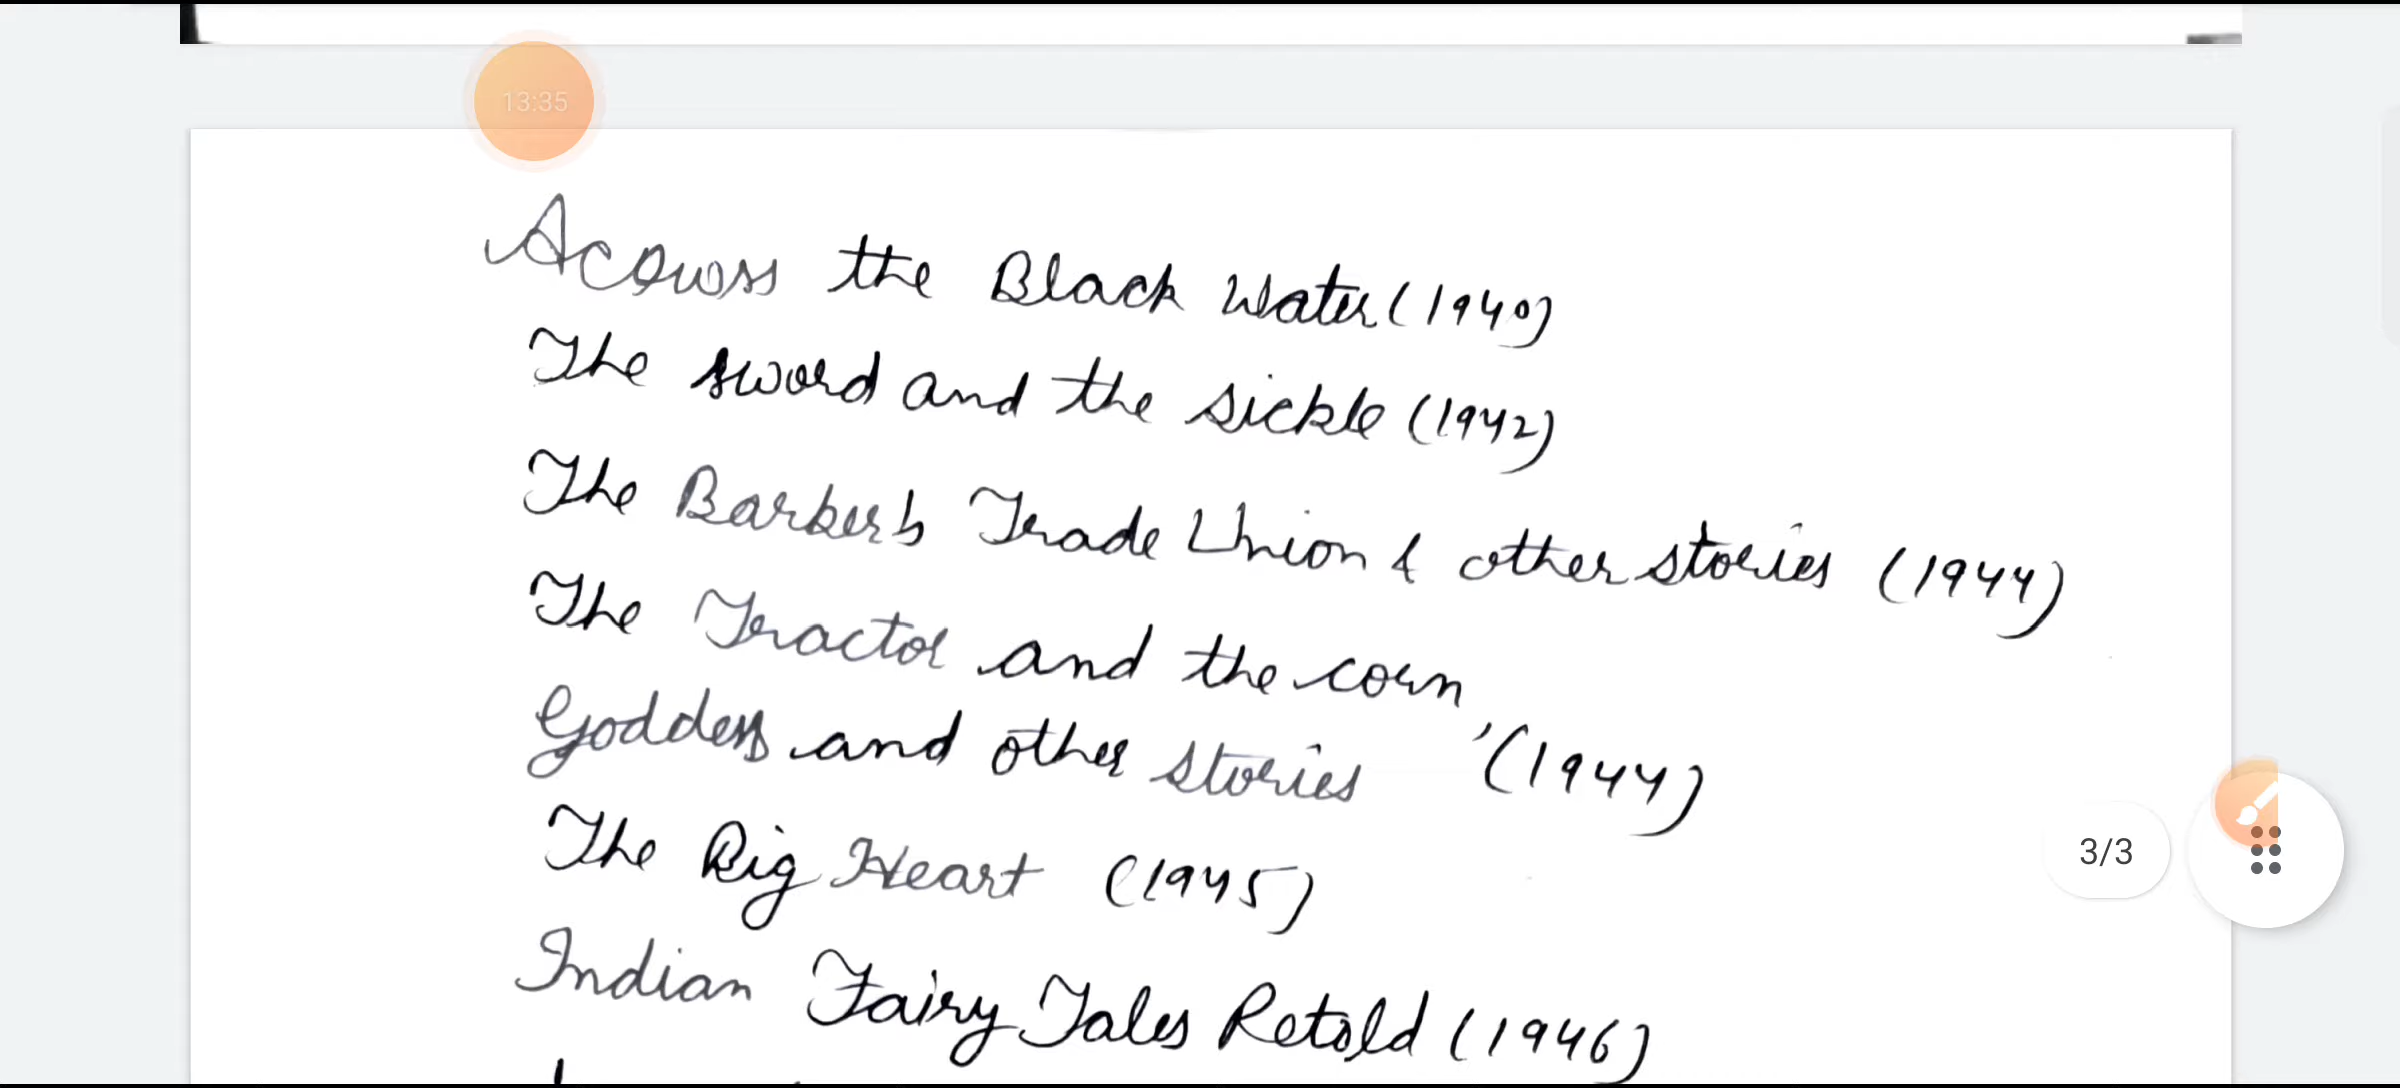 13:35
Across the Black Water (1940)
The sword and the sickle (1942)
The Barber's Trade Union & other stories (1944)
The Tractor and the corn
Goddess and other stories (1944)
The Big Heart (1945)
Indian Fairy Tales Retold (1946)
3/3